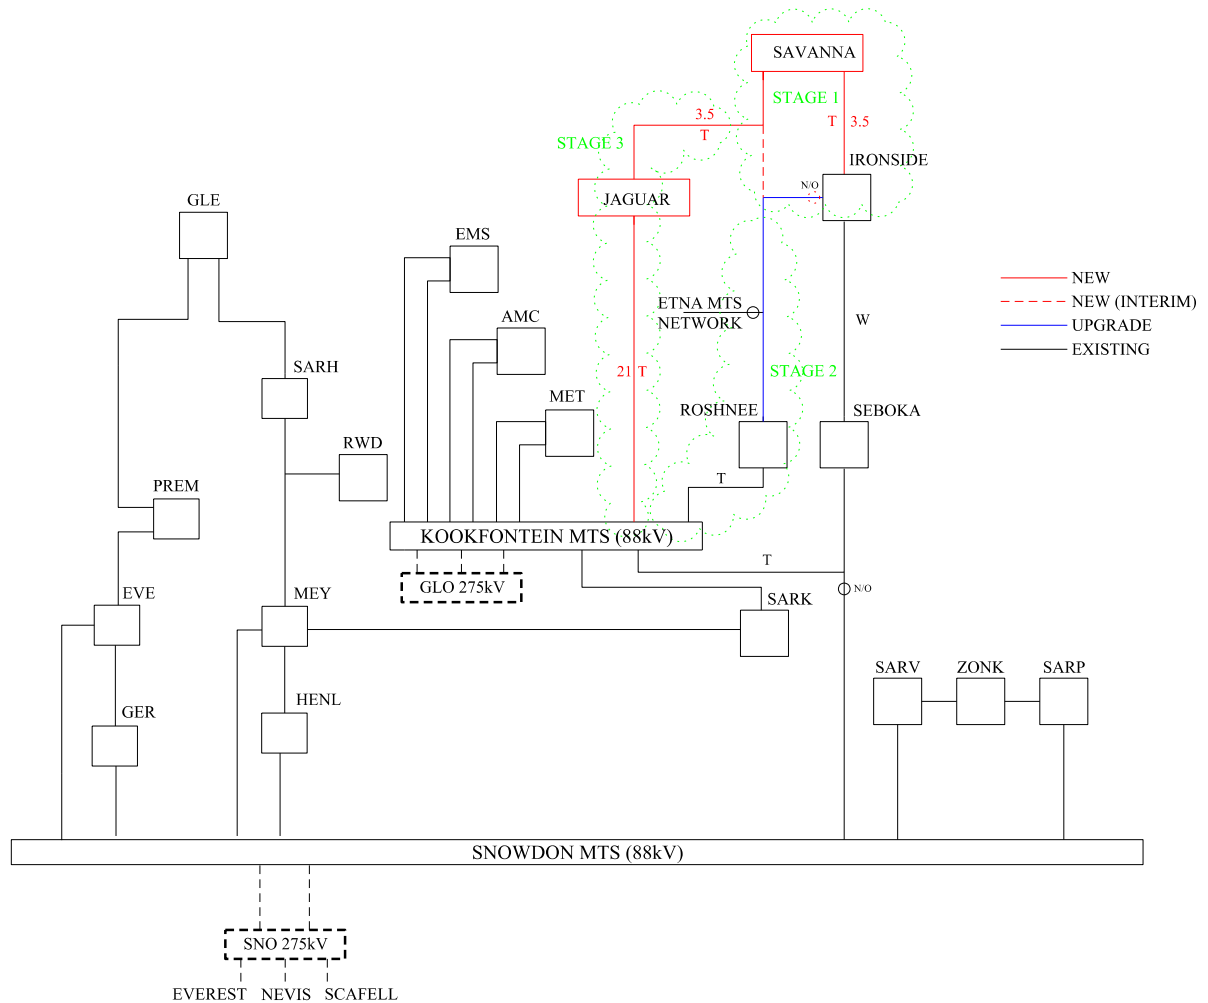 SAVANNA
STAGE 1
3.5
T
T 3.5
STAGE 3
IRONSIDE
N/O
JAGUAR
GLE
EMS
NEW
ETNA MTS
NETWORK
NEW (INTERIM)
AMC
W
UPGRADE
EXISTING
SARH
21 T
STAGE 2
MET
ROSHNEE
SEBOKA
RWD
T
PREM
KOOKFONTEIN MTS (88kV)
T
GLO 275kV
N/O
EVE
MEY
SARK
SARV
ZONK
SARP
HENL
GER
SNOWDON MTS (88kV)
SNO 275kV
EVEREST
NEVIS
SCAFELL